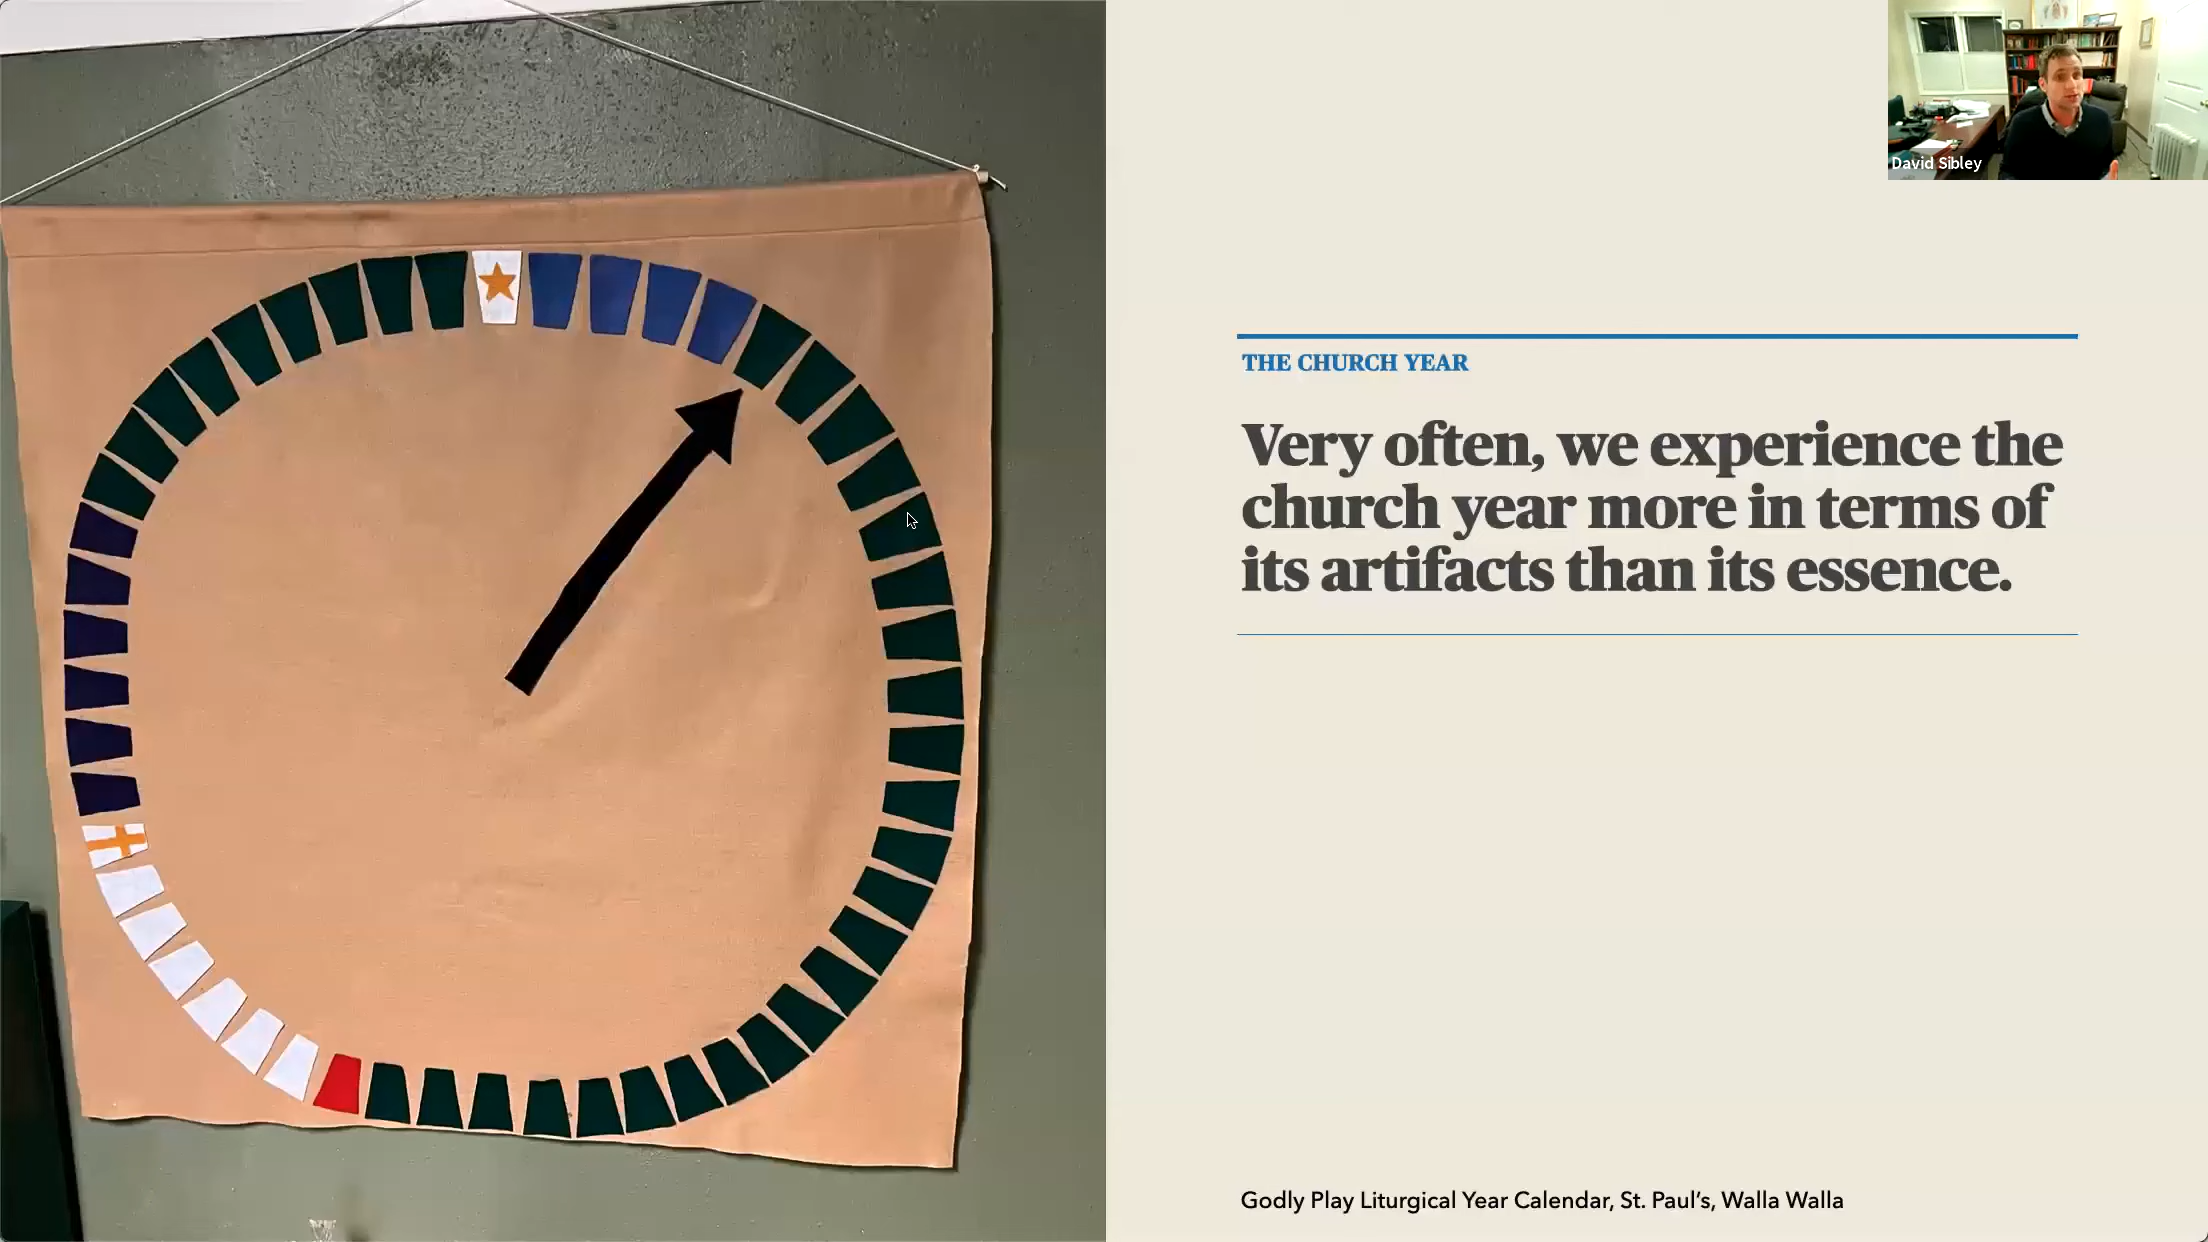 David Sibley
THE CHURCH YEAR
Very often, we experience the
church year more in terms of
its artifacts than its essence.
Godly Play Liturgical Year Calendar, St. Paul's, Walla Walla